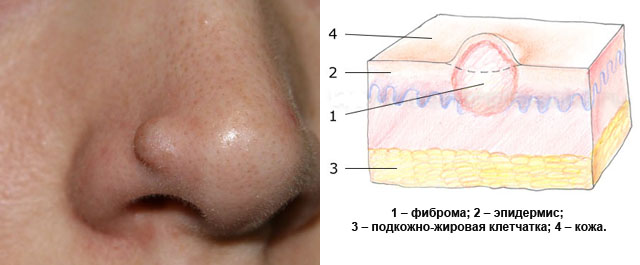 4
2
1
3
1 – фиброма; 2 – эпидермис;
3 – подкожно-жировая клетчатка; 4 – кожа.